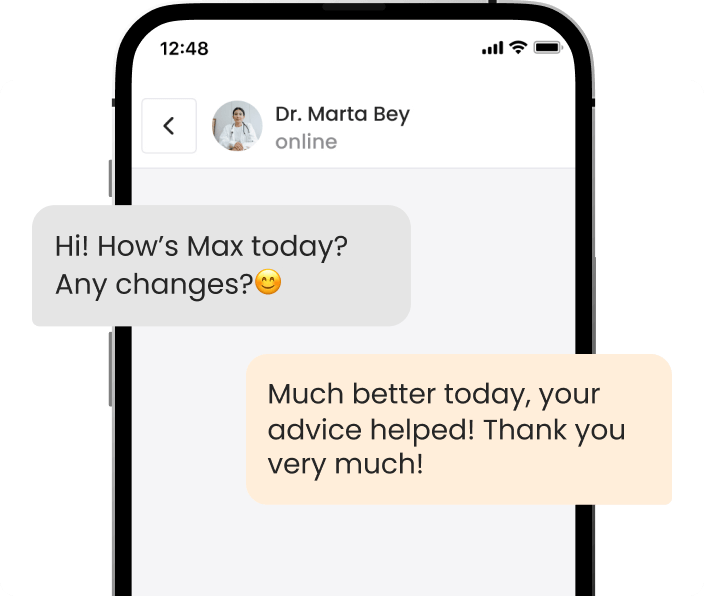 12:48
Dr. Marta Bey
online
Hi! How’s Max today?
Any changes?😊
Much better today, your
advice helped! Thank you
very much!